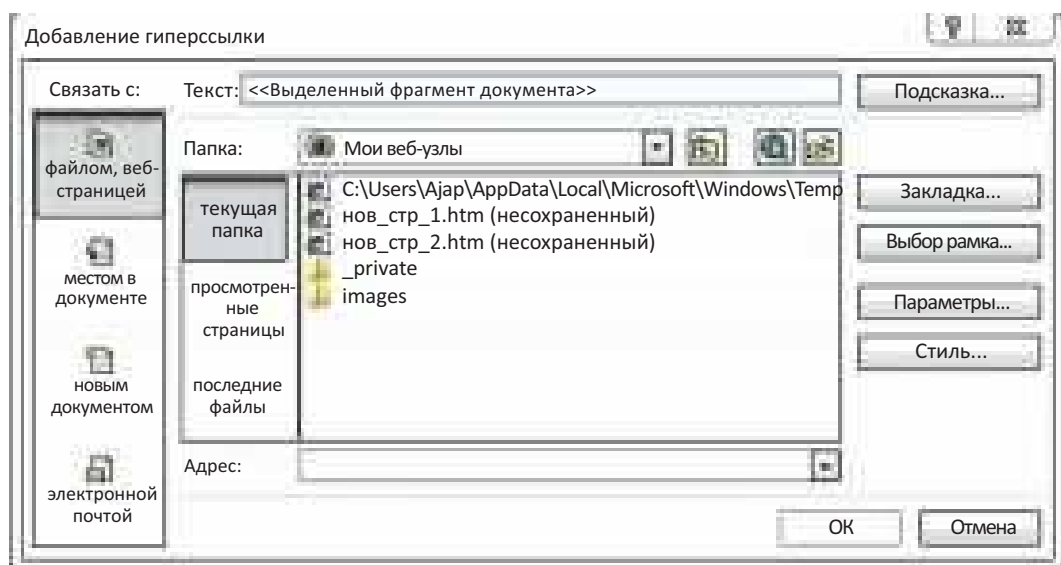 Добавление гиперссылки
Связать с:
Текст: <<Выделенный фрагмент документа>>
Подсказка...
файлом, веб-
страницей
Папка:
Мои веб-узлы
текущая
папка
C:\Users\Ajap\AppData\Local\Microsoft\Windows\Temp
нов_стр_1.htm (несохраненный)
нов_стр_2.htm (несохраненный)
_private
images
Закладка...
Выбор рамка...
Параметры...
Стиль...
местом в
документе
просмотрен-
ные
страницы
новым
документом
последние
файлы
Адрес:
электронной
почтой
ОК
Отмена